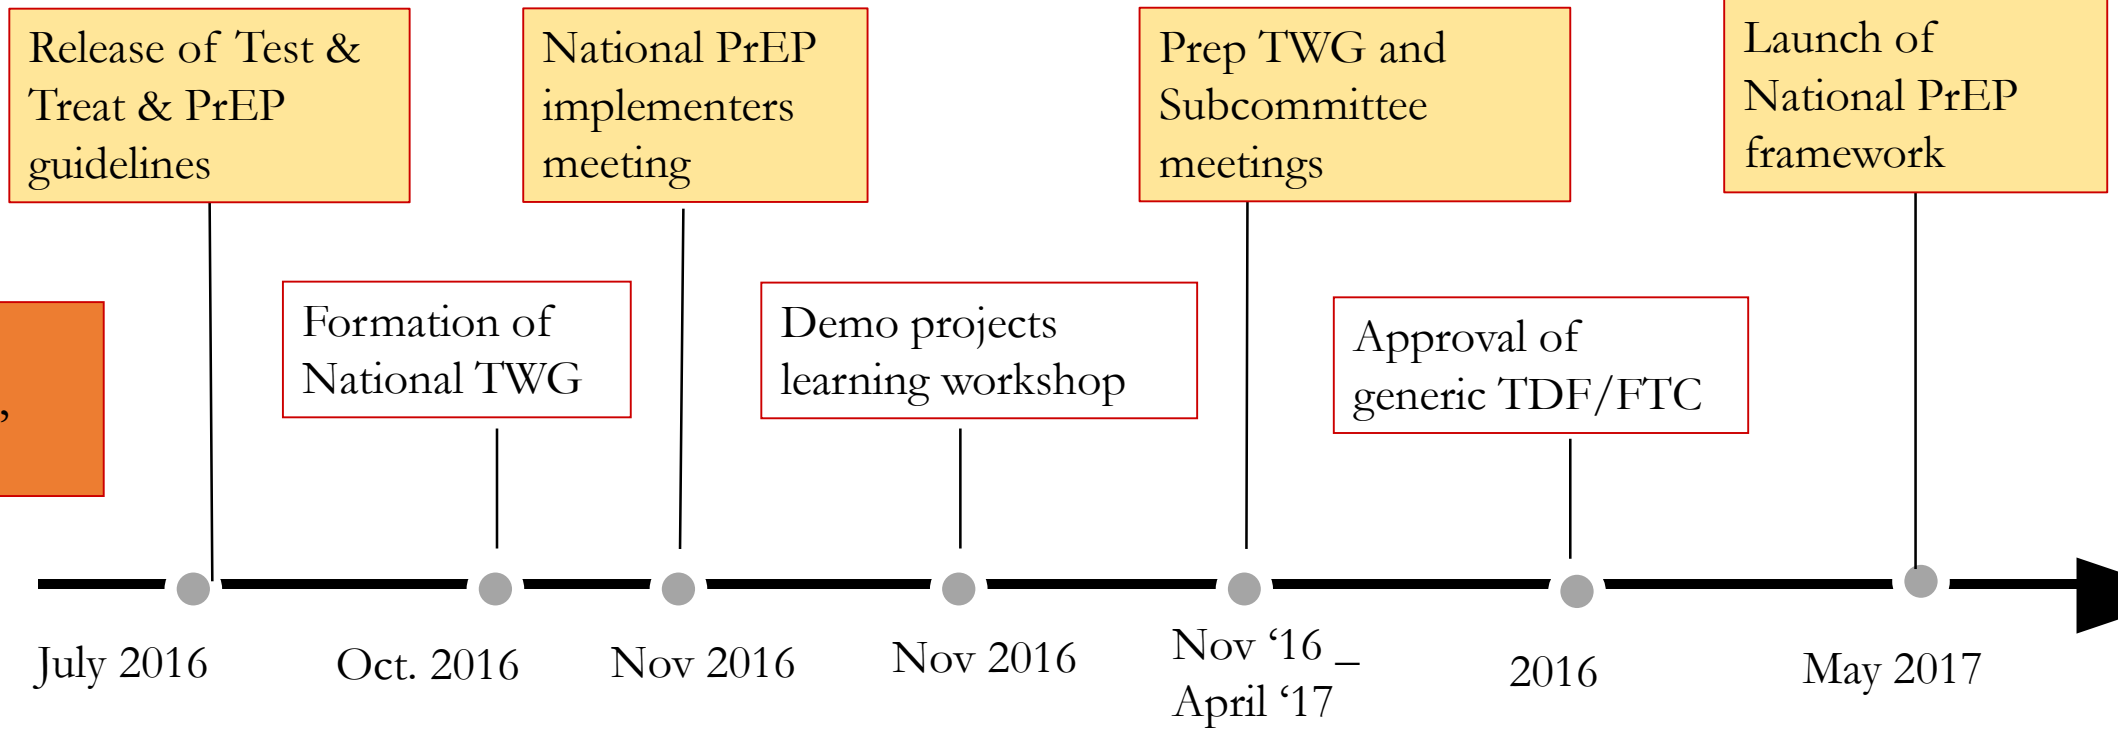 Release of Test &
Treat & PrEP
guidelines
National PrEP
implementers
meeting
Prep TWG and
Subcommittee
meetings
Launch of
National PrEP
framework
Formation of
National TWG
Demo projects
learning workshop
Approval of
generic TDF/FTC
,
July 2016
Oct. 2016
Nov 2016
Nov 2016
Nov ‘16 _
April ‘17
2016
May 2017